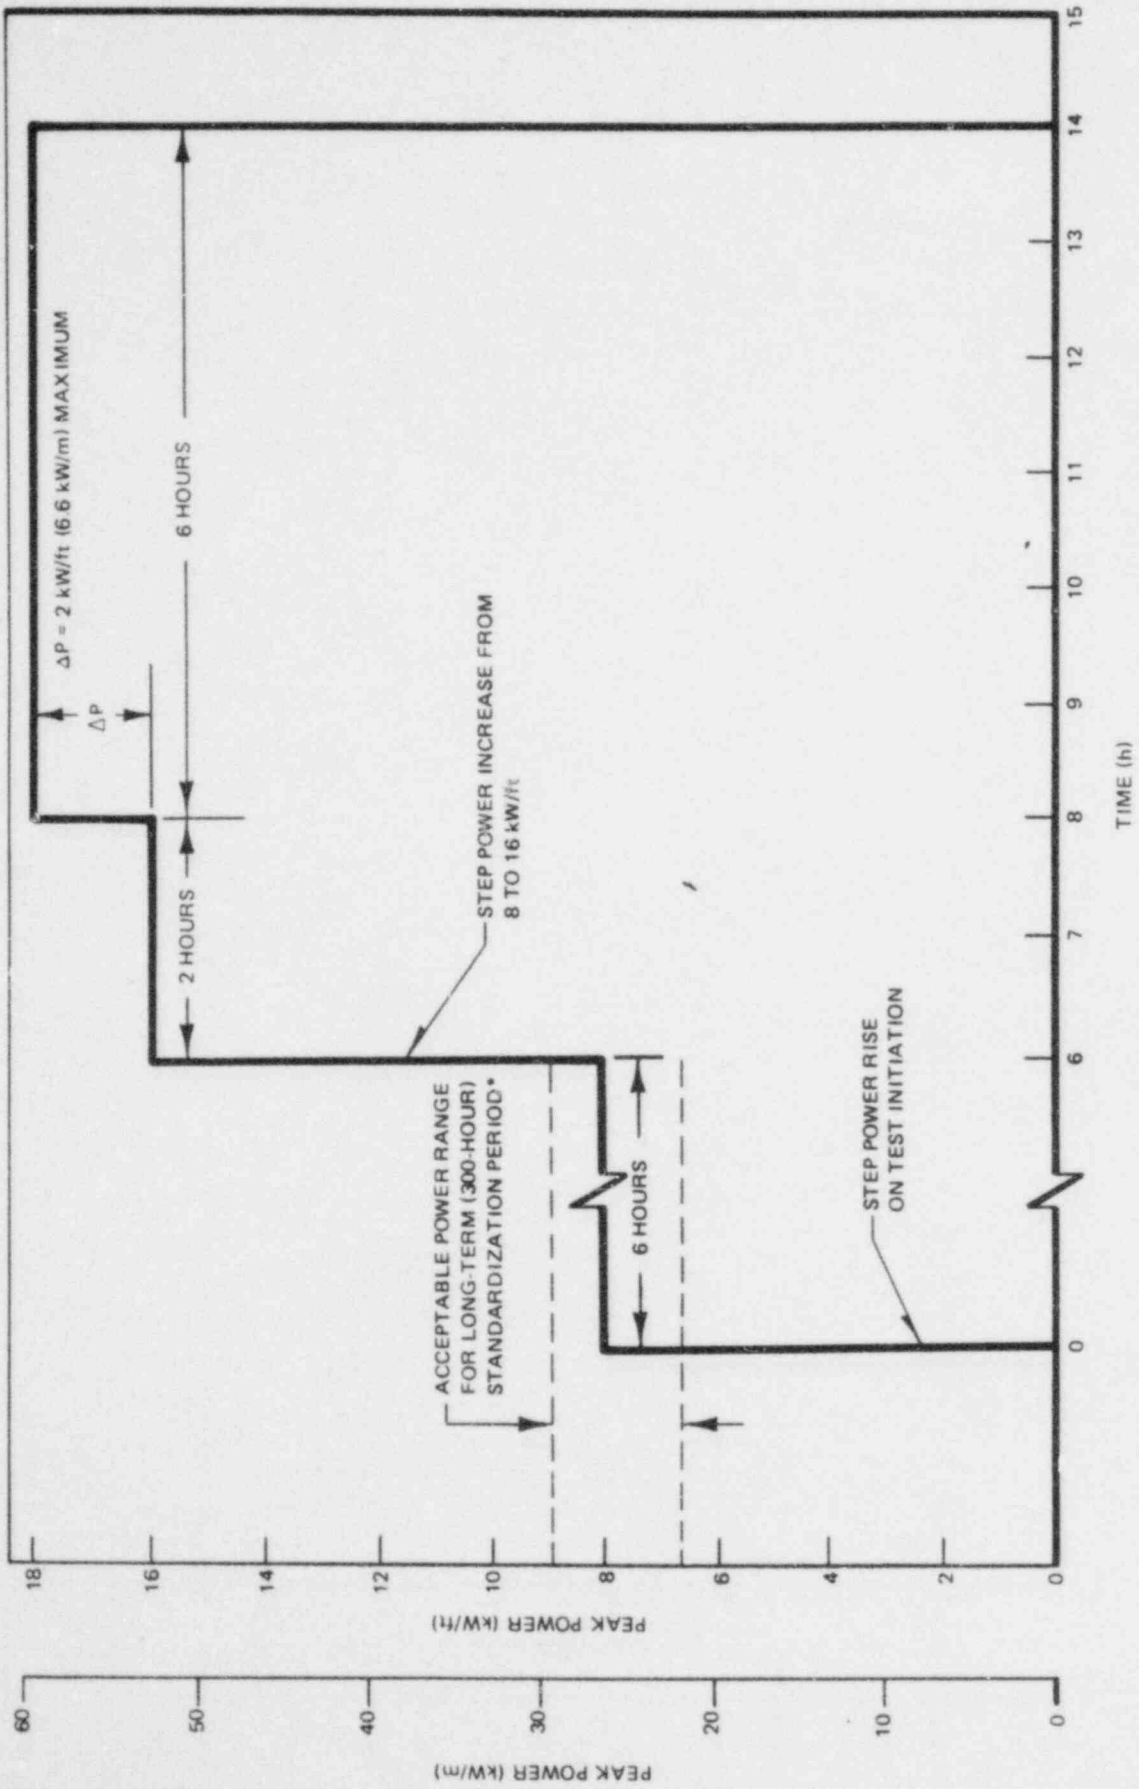 PEAK POWER (kW/m)
60
50
40
30
20
10
0
PEAK POWER (kW/ft)
18
16
14
12
10
8
6
4
2
0
ACCEPTABLE POWER RANGE
FOR LONG-TERM (300-HOUR)
STANDARDIZATION PERIOD*
6 HOURS
STEP POWER RISE
ON TEST INITIATION
2 HOURS
STEP POWER INCREASE FROM
8 TO 16 kW/ft
ΔP
ΔP = 2 kW/ft (6.6 kW/m) MAXIMUM
6 HOURS
0
6
7
8
9
10
11
12
13
14
15
TIME (h)